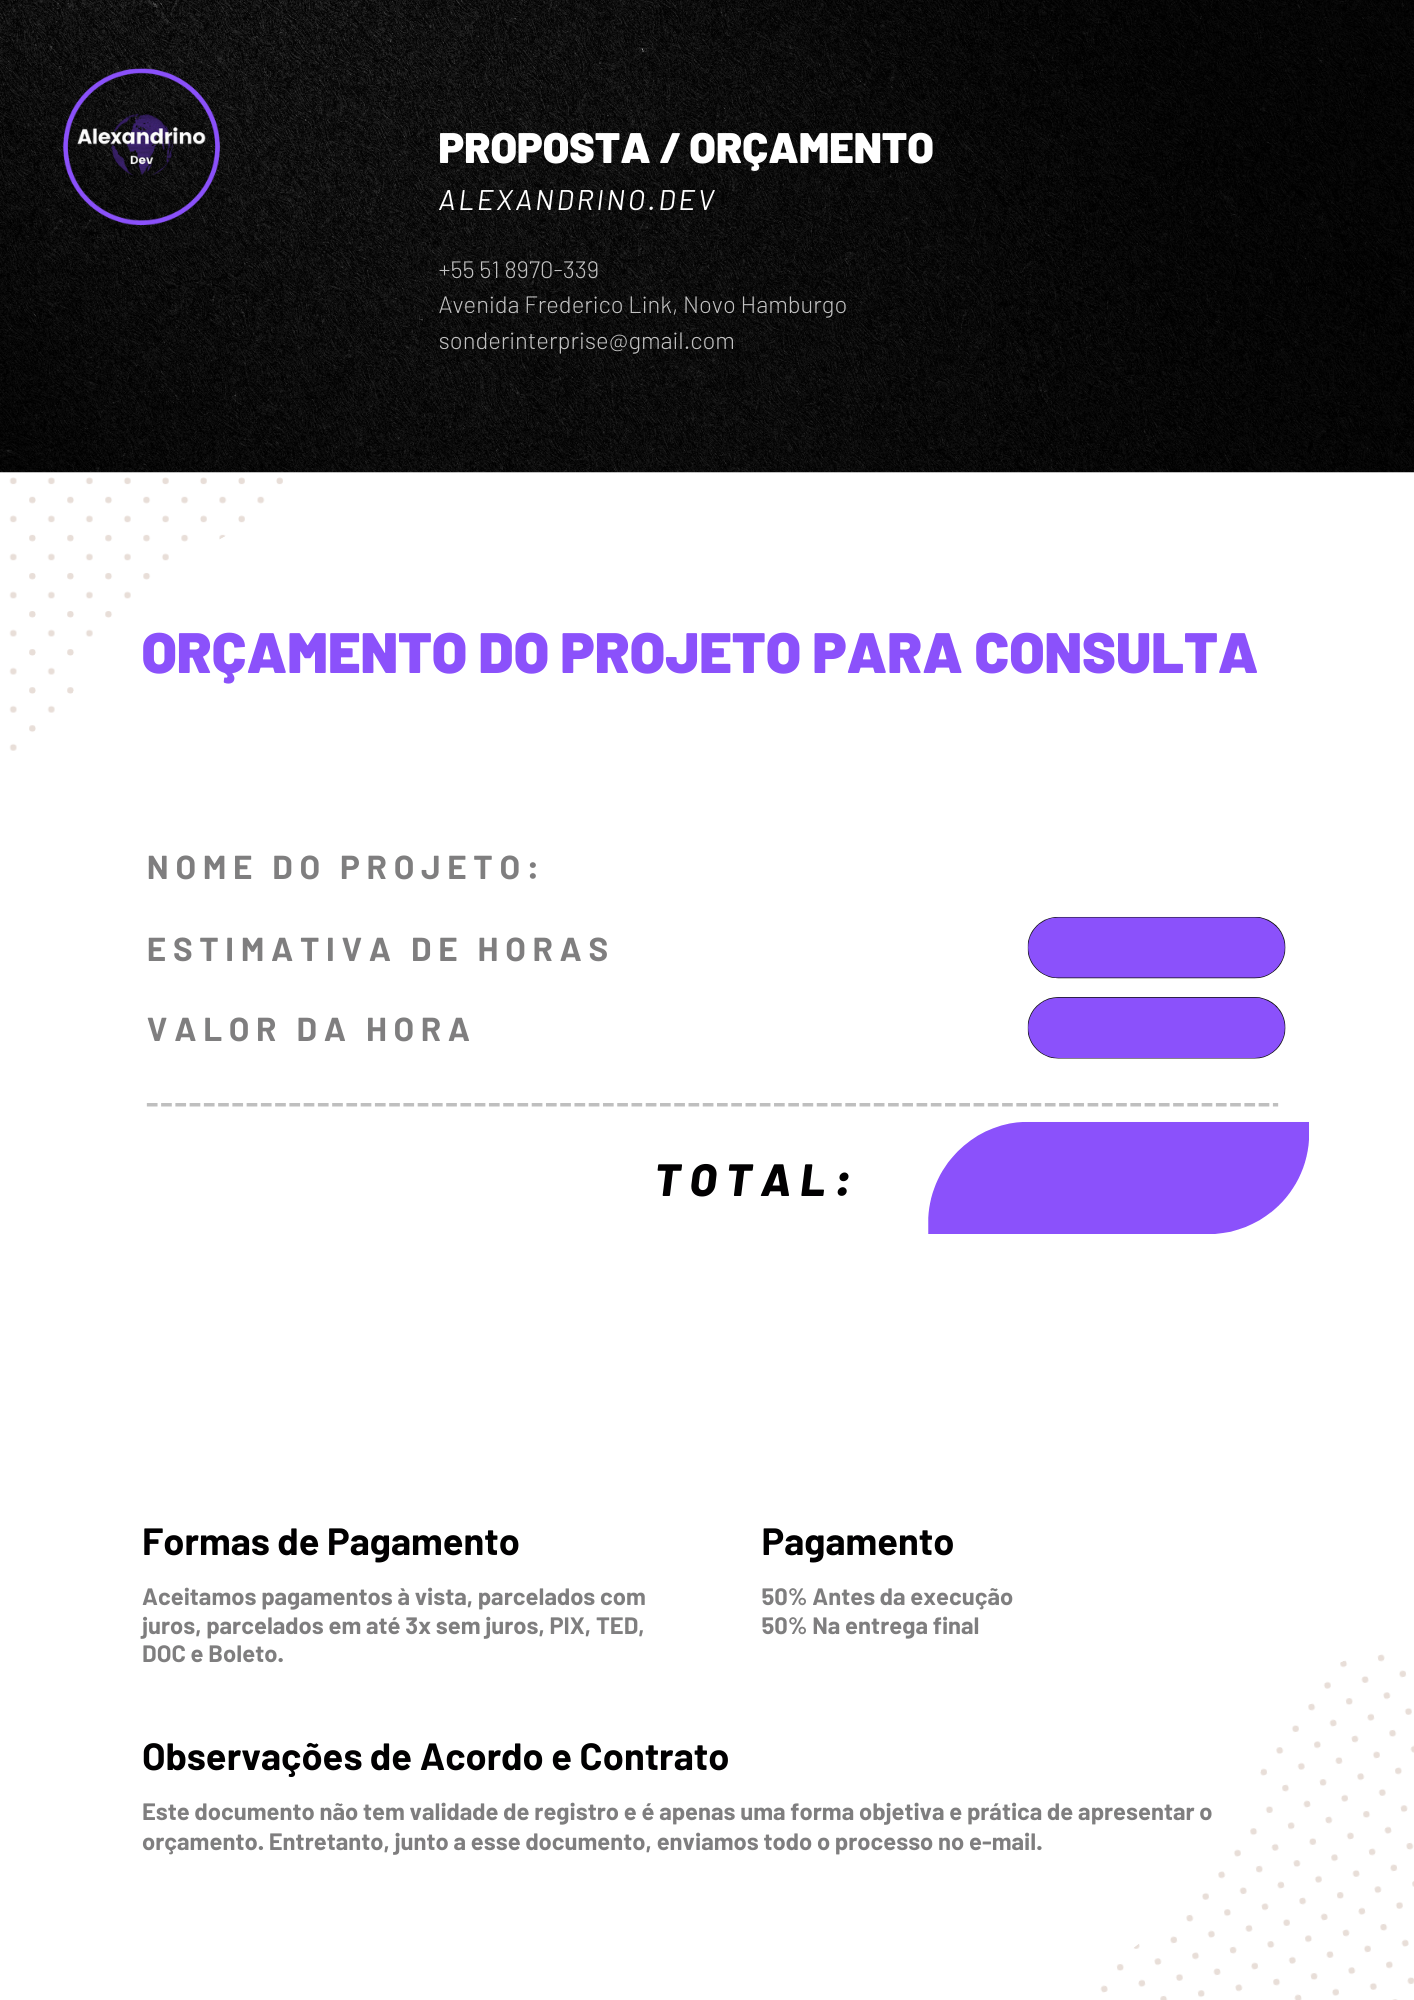 Alexandrino
Dev
PROPOSTA / ORÇAMENTO
ALEXANDRINO.DEV
+55 51 8970-339
Avenida Frederico Link, Novo Hamburgo
sonderinterprise@gmail.com
ORÇAMENTO DO PROJETO PARA CONSULTA
NOME DO PROJETO:
ESTIMATIVA DE HORAS
VALOR DA HORA
TOTAL:
Formas de Pagamento
Aceitamos pagamentos à vista, parcelados com
juros, parcelados em até 3x sem juros, PIX, TED,
DOC e Boleto.
Pagamento
50% Antes da execução
50% Na entrega final
Observações de Acordo e Contrato
Este documento não tem validade de registro e é apenas uma forma objetiva e prática de apresentar o
orçamento. Entretanto, junto a esse documento, enviamos todo o processo no e-mail.